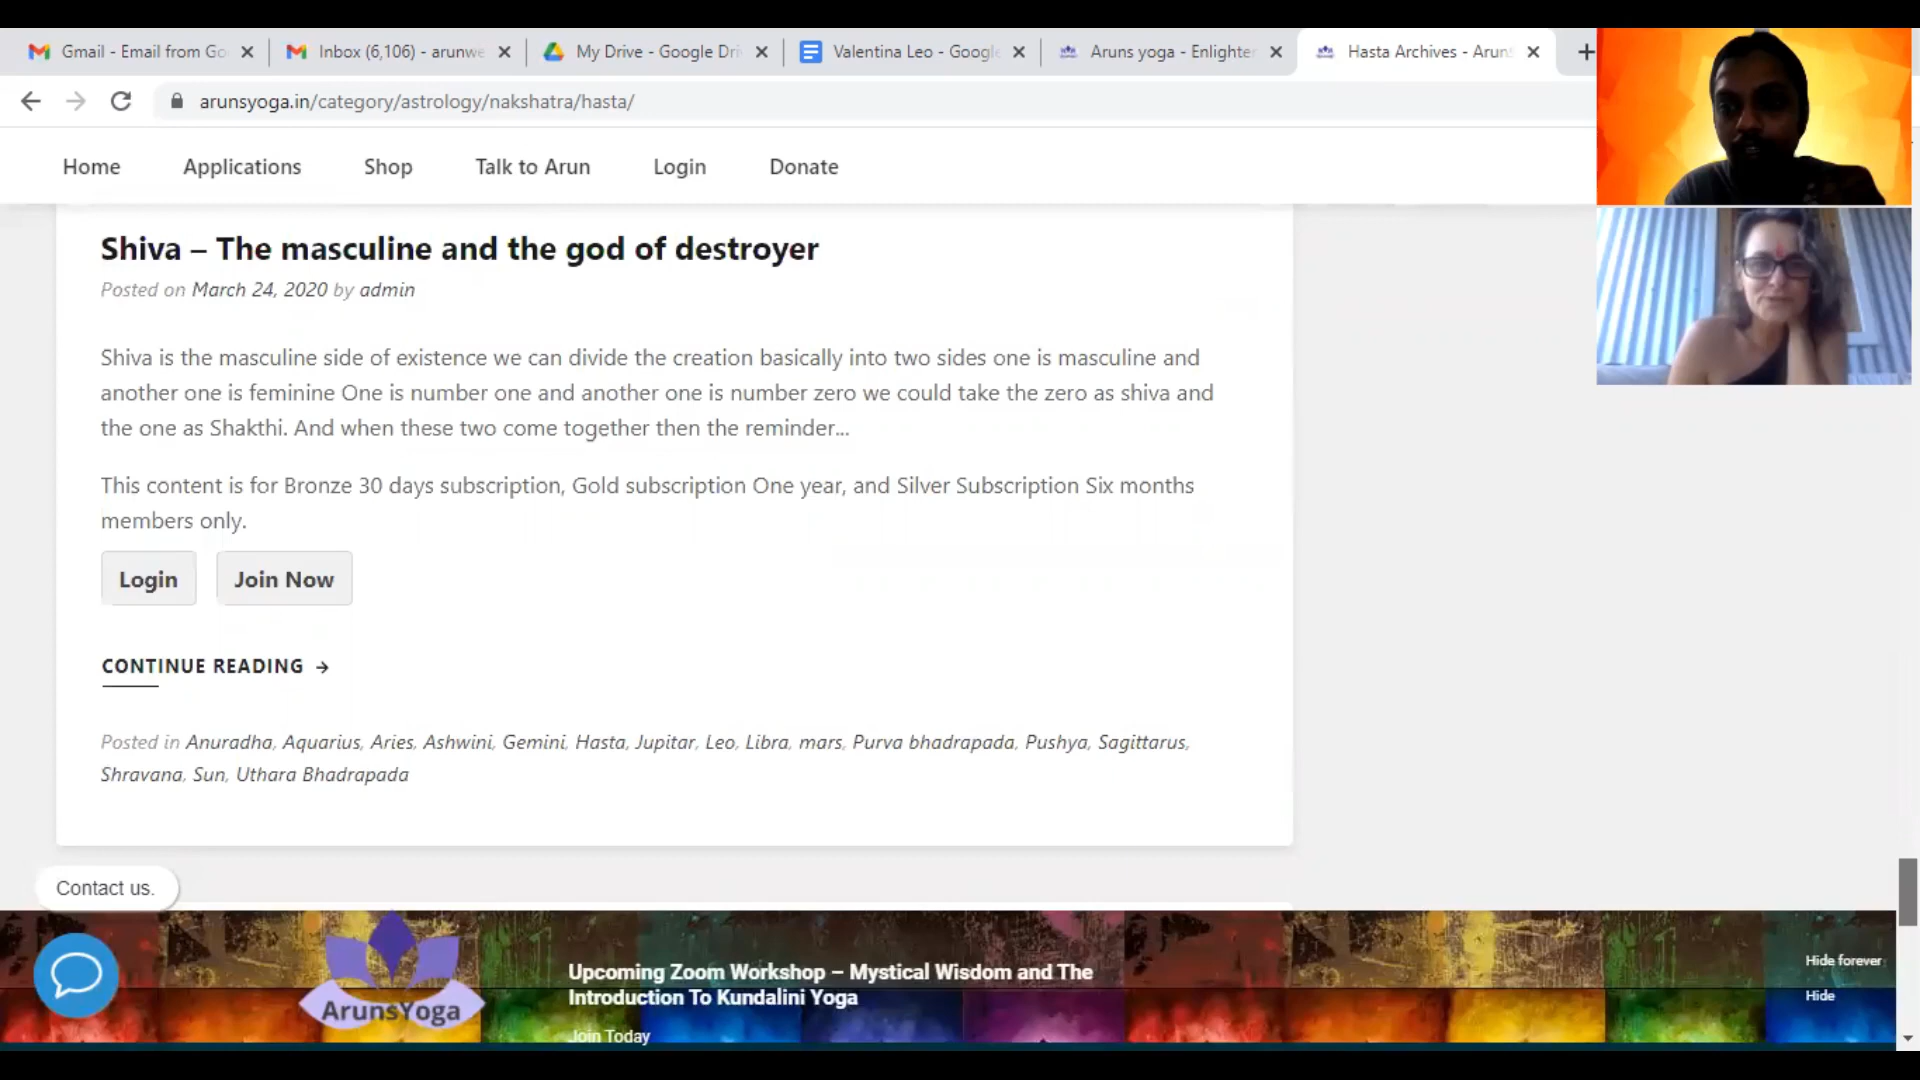 Gmail - Email from Go
Inbox (6,106) - arunwe
My Drive - Google Dri
Valentina Leo - Google
Aruns yoga - Enlighter
Hasta Archives - Arun
arunsyoga.in/category/astrology/nakshatra/hasta/
Home
Applications
Shop
Talk to Arun
Login
Donate
Shiva – The masculine and the god of destroyer
Posted on March 24, 2020 by admin
Shiva is the masculine side of existence we can divide the creation basically into two sides one is masculine and
another one is feminine One is number one and another one is number zero we could take the zero as shiva and
the one as Shakthi. And when these two come together then the reminder...
This content is for Bronze 30 days subscription, Gold subscription One year, and Silver Subscription Six months
members only.
Login
Join Now
CONTINUE READING →
Posted in Anuradha, Aquarius, Aries, Ashwini, Gemini, Hasta, Jupitar, Leo, Libra, mars, Purva bhadrapada, Pushya, Sagittarus,
Shravana, Sun, Uthara Bhadrapada
Contact us.
ArunsYoga
Upcoming Zoom Workshop – Mystical Wisdom and The
Introduction To Kundalini Yoga
Join Today
Hide forever
Hide